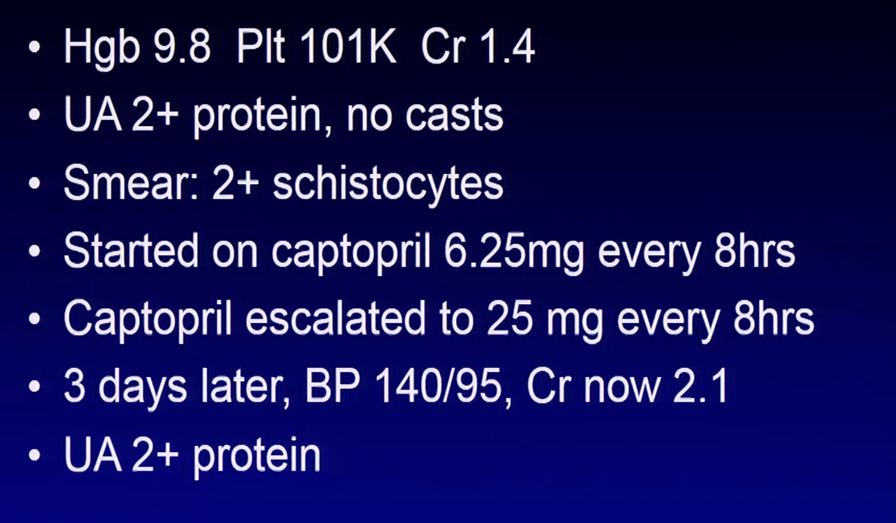 • Hgb 9.8  Plt 101K  Cr 1.4
• UA 2+ protein, no casts
• Smear: 2+ schistocytes
• Started on captopril 6.25mg every 8hrs
• Captopril escalated to 25 mg every 8hrs
• 3 days later, BP 140/95, Cr now 2.1
• UA 2+ protein